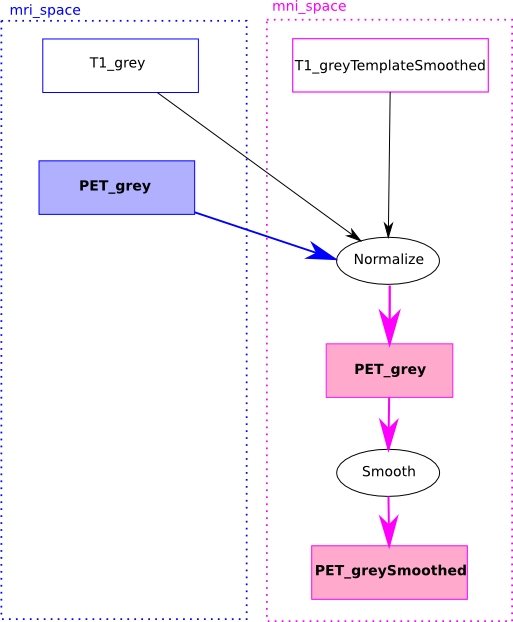 mri_space
mni_space
T1_grey
T1_greyTemplateSmoothed
PET_grey
Normalize
PET_grey
Smooth
PET_greySmoothed